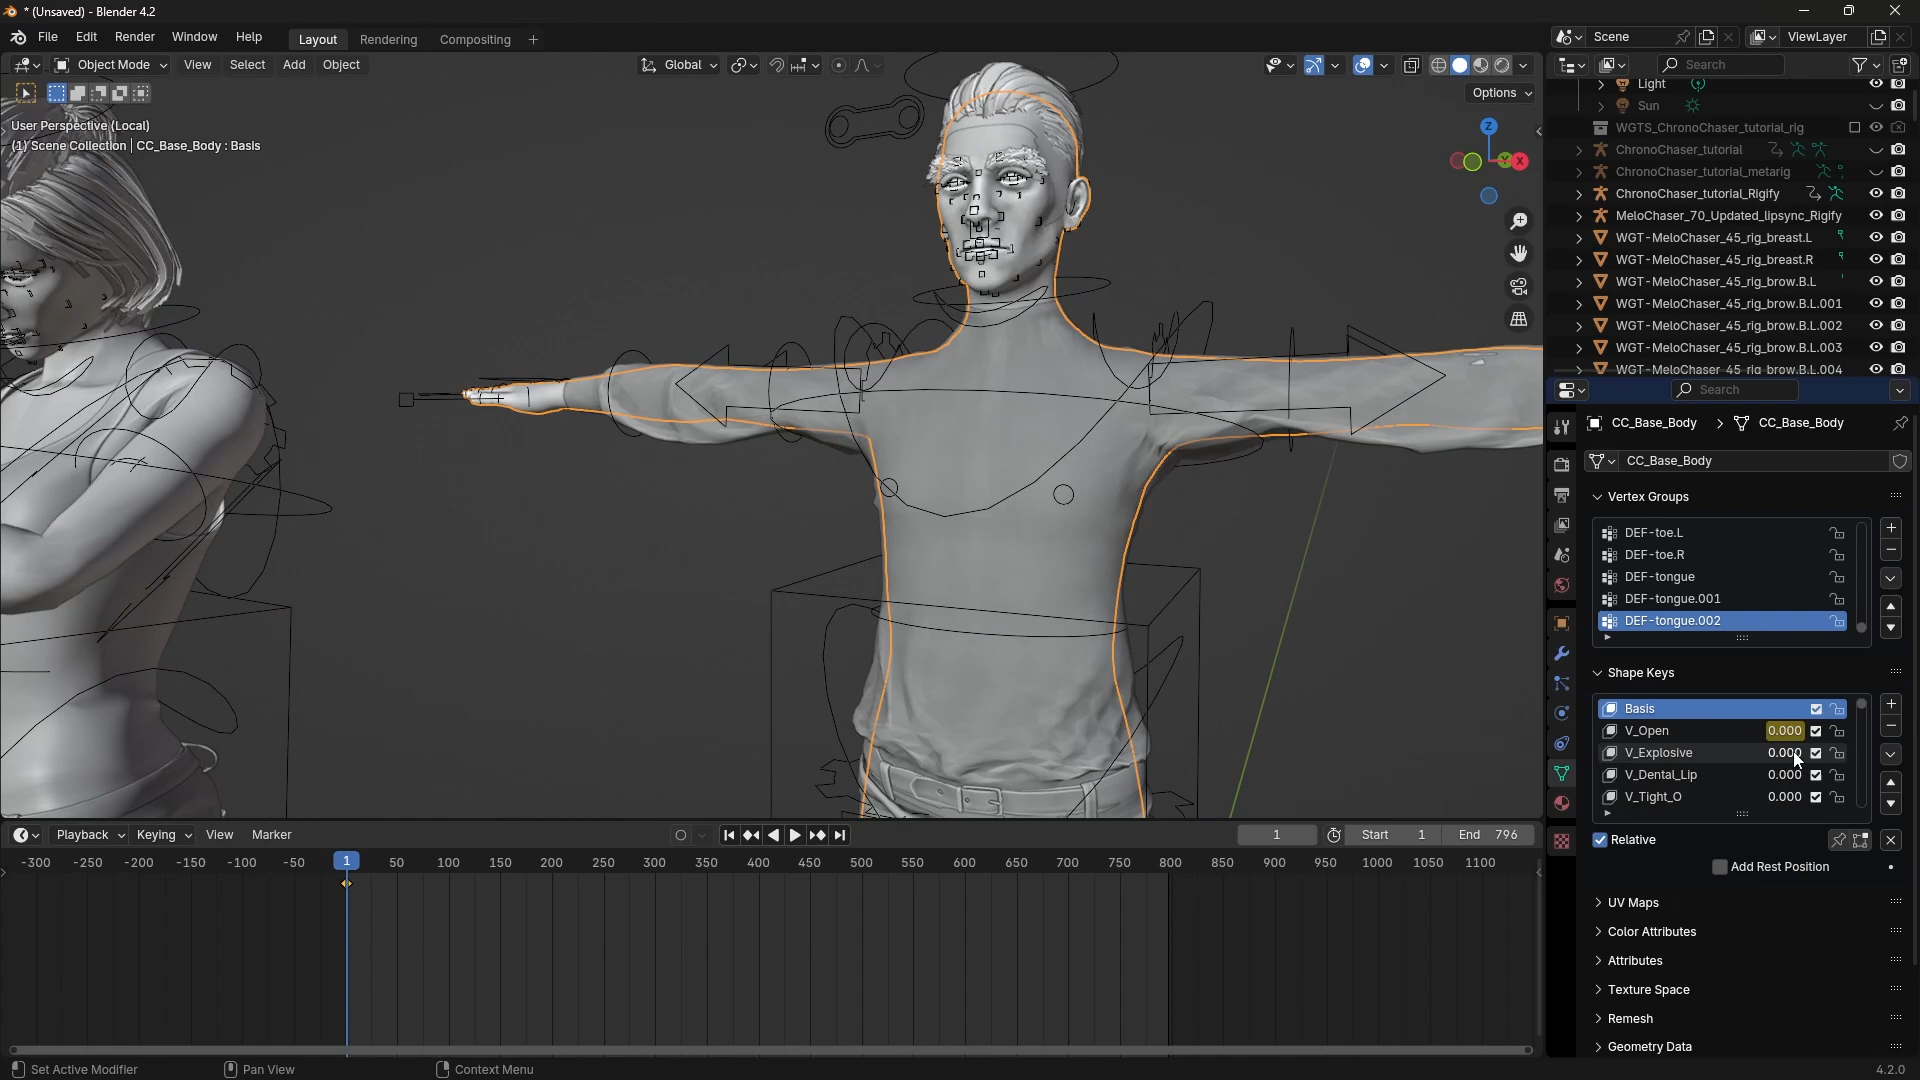 * (Unsaved) - Blender 4.2
File Edit Render Window Help
Layout Rendering Compositing +
Scene
ViewLayer
Object Mode View Select Add Object
Global
Options
User Perspective (Local)
(1) Scene Collection | CC_Base_Body : Basis
Z
Y
X
Search
Light
Sun
WGTS_ChronoChaser_tutorial_rig
ChronoChaser_tutorial
ChronoChaser_tutorial_metarig
ChronoChaser_tutorial_Rigify
MeloChaser_70_Updated_lipsync_Rigify
WGT-MeloChaser_45_rig_breast.L
WGT-MeloChaser_45_rig_breast.R
WGT-MeloChaser_45_rig_brow.B.L
WGT-MeloChaser_45_rig_brow.B.L.001
WGT-MeloChaser_45_rig_brow.B.L.002
WGT-MeloChaser_45_rig_brow.B.L.003
WGT-MeloChaser_45_rig_brow.B.L.004
Search
CC_Base_Body > CC_Base_Body
CC_Base_Body
Vertex Groups
DEF-toe.L
DEF-toe.R
DEF-tongue
DEF-tongue.001
DEF-tongue.002
Shape Keys
Basis
V_Open 0.000
V_Explosive 0.000
V_Dental_Lip 0.000
V_Tight_O 0.000
Relative
Add Rest Position
UV Maps
Color Attributes
Attributes
Texture Space
Remesh
Geometry Data
Playback Keying View Marker
1
Start 1
End 796
-300 -250 -200 -150 -100 -50 1 50 100 150 200 250 300 350 400 450 500 550 600 650 700 750 800 850 900 950 1000 1050 1100
Set Active Modifier
Pan View
Context Menu
4.2.0